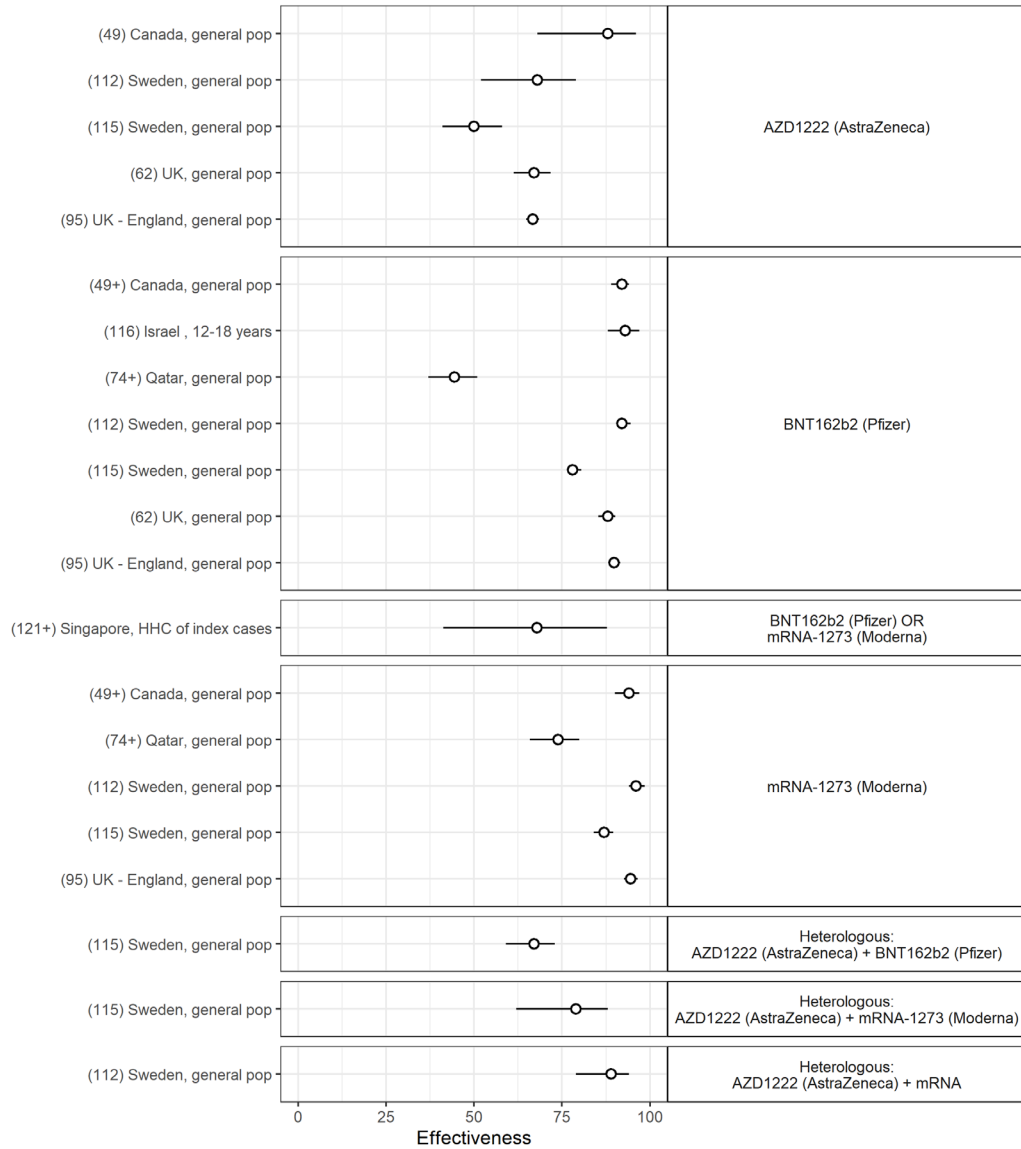 (49) Canada, general pop
(112) Sweden, general pop
(115) Sweden, general pop
(62) UK, general pop
(95) UK - England, general pop
AZD1222 (AstraZeneca)
(49+) Canada, general pop
(116) Israel , 12-18 years
(74+) Qatar, general pop
(112) Sweden, general pop
(115) Sweden, general pop
(62) UK, general pop
(95) UK - England, general pop
BNT162b2 (Pfizer)
(121+) Singapore, HHC of index cases
BNT162b2 (Pfizer) OR
mRNA-1273 (Moderna)
(49+) Canada, general pop
(74+) Qatar, general pop
(112) Sweden, general pop
(115) Sweden, general pop
(95) UK - England, general pop
mRNA-1273 (Moderna)
(115) Sweden, general pop
Heterologous:
AZD1222 (AstraZeneca) + BNT162b2 (Pfizer)
(115) Sweden, general pop
Heterologous:
AZD1222 (AstraZeneca) + mRNA-1273 (Moderna)
(112) Sweden, general pop
Heterologous:
AZD1222 (AstraZeneca) + mRNA
0 25 50 75 100
Effectiveness